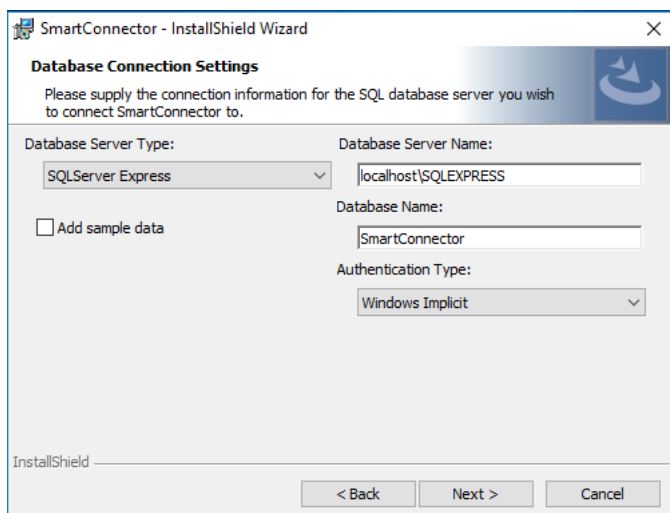 SmartConnector - InstallShield Wizard
Database Connection Settings
Please supply the connection information for the SQL database server you wish
to connect SmartConnector to.
Database Server Type:
SQLServer Express
Add sample data
Database Server Name:
localhost\SQLEXPRESS
Database Name:
SmartConnector
Authentication Type:
Windows Implicit
InstallShield
< Back
Next >
Cancel